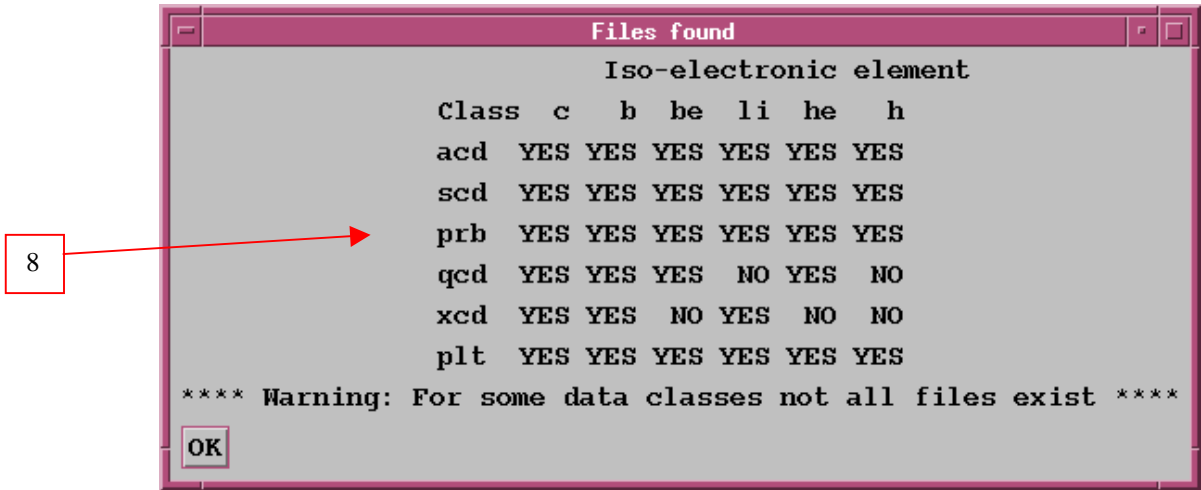 Files found
Iso-electronic element
Class c b be li he h
acd YES YES YES YES YES YES
scd YES YES YES YES YES YES
8
prb YES YES YES YES YES YES
qcd YES YES YES NO YES NO
xcd YES YES NO YES NO NO
plt YES YES YES YES YES YES
**** Warning: For some data classes not all files exist ****
OK